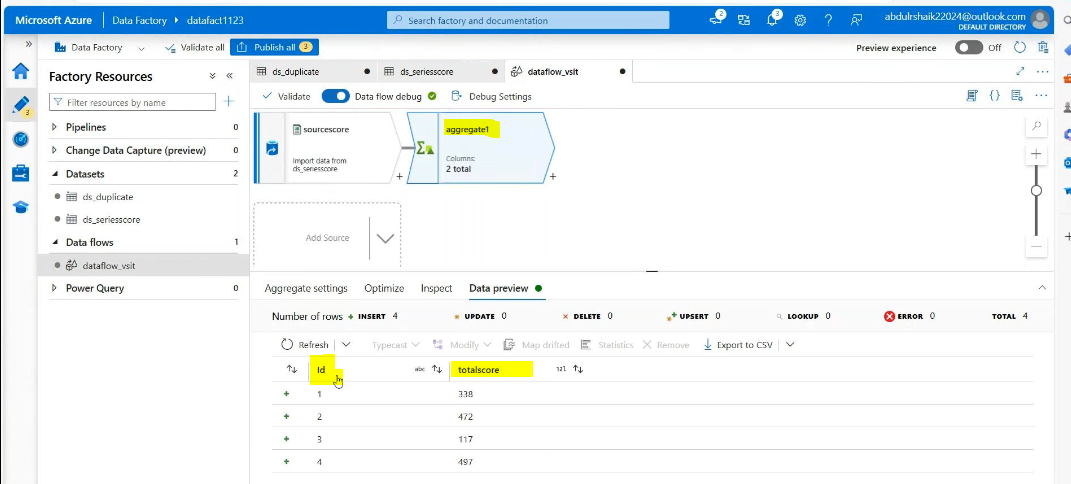 Microsoft Azure | Data Factory ▸ datafact1123
Search factory and documentation
2
3
abdulrshaik22024@outlook.com
DEFAULT DIRECTORY
Data Factory
Validate all
Publish all 3
Preview experience
Off
Factory Resources
Filter resources by name
Pipelines 0
Change Data Capture (preview) 0
Datasets 2
ds_duplicate
ds_seriesscore
Data flows 1
dataflow_vsit
Power Query 0
3
ds_duplicate
ds_seriesscore
dataflow_vsit
Validate
Data flow debug
Debug Settings
sourcescore
Import data from
ds_seriesscore
aggregate1
Columns:
2 total
Add Source
Aggregate settings
Optimize
Inspect
Data preview
Number of rows
INSERT 4
UPDATE 0
DELETE 0
UPSERT 0
LOOKUP 0
ERROR 0
TOTAL 4
Refresh
Typecast
Modify
Map drifted
Statistics
Remove
Export to CSV
Id abc totalscore 123
1 338
2 472
3 117
4 497